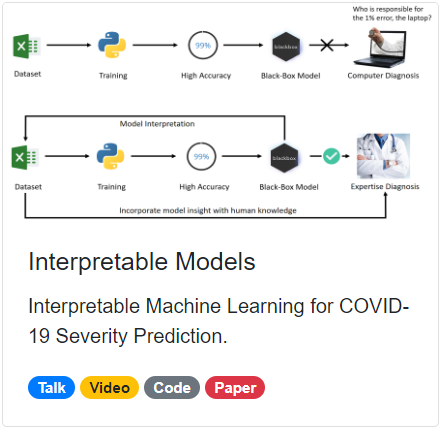 Who is responsible for
the 1% error, the laptop?
99%
blackbox
Dataset
Training
High Accuracy
Black-Box Model
Computer Diagnosis
Model Interpretation
99%
blackbox
Dataset
Training
High Accuracy
Black-Box Model
Expertise Diagnosis
Incorporate model insight with human knowledge
Interpretable Models
Interpretable Machine Learning for COVID-
19 Severity Prediction.
Talk Video Code Paper